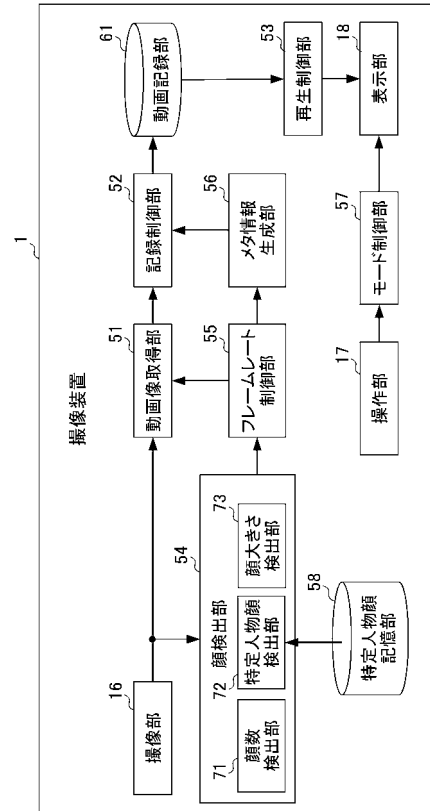 1
撮像装置
16
撮像部
51
動画像取得部
52
記録制御部
61
動画記録部
54
顔検出部
71
顔数
検出部
72
特定人物顔
検出部
73
顔大きさ
検出部
55
フレームレート
制御部
56
メタ情報
生成部
53
再生制御部
58
特定人物顔
記憶部
17
操作部
57
モード制御部
18
表示部